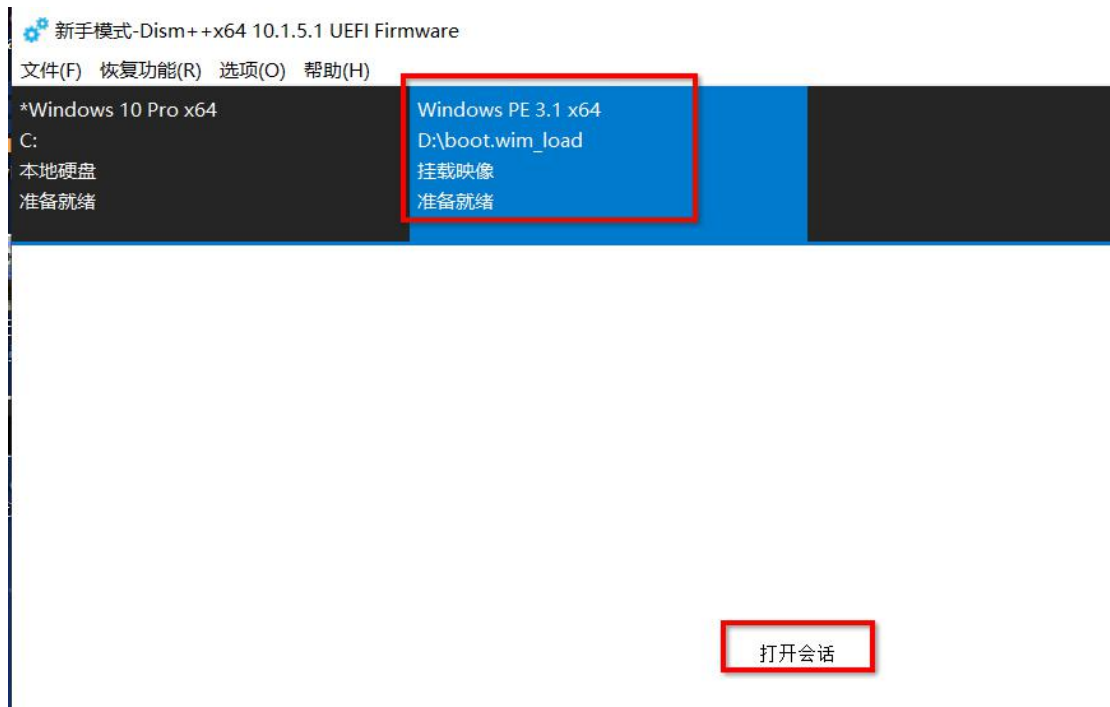 新手模式-Dism++x64 10.1.5.1 UEFI Firmware
文件(F) 恢复功能(R) 选项(O) 帮助(H)
*Windows 10 Pro x64
C:
本地硬盘
准备就绪
Windows PE 3.1 x64
D:\boot.wim_load
挂载映像
准备就绪
打开会话